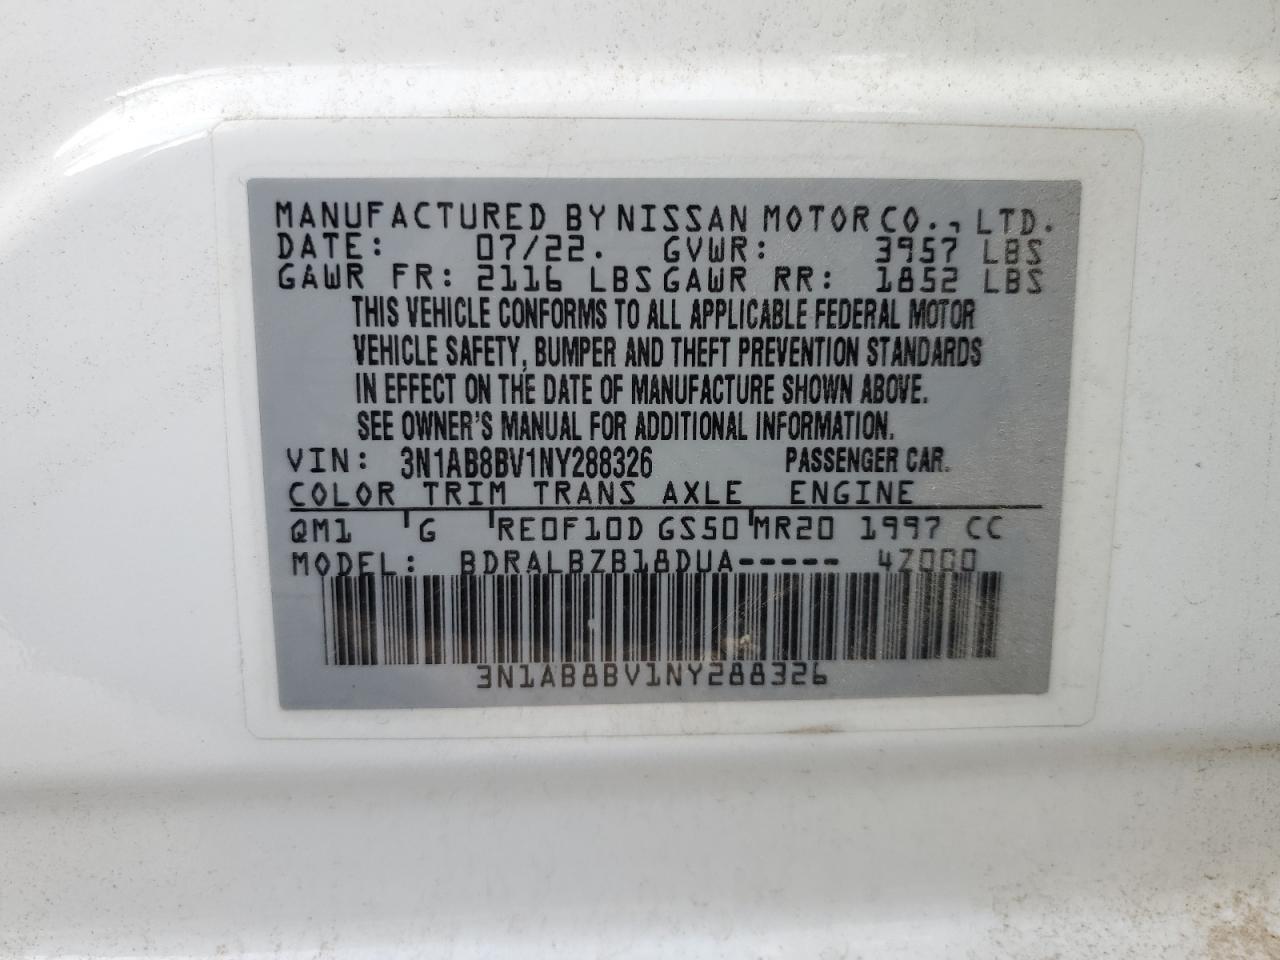 MANUFACTURED BY NISSAN MOTOR CO., LTD.
DATE: 07/22. GVWR: 3957 LBS
GAWR FR: 2116 LBS GAWR RR: 1852 LBS
THIS VEHICLE CONFORMS TO ALL APPLICABLE FEDERAL MOTOR
VEHICLE SAFETY, BUMPER AND THEFT PREVENTION STANDARDS
IN EFFECT ON THE DATE OF MANUFACTURE SHOWN ABOVE.
SEE OWNER'S MANUAL FOR ADDITIONAL INFORMATION.
VIN: 3N1AB8BV1NY288326 PASSENGER CAR.
COLOR TRIM TRANS AXLE ENGINE
QM1 G RE0F10D GS50 MR20 1997 CC
MODEL: BDRALBZB18DUA-----
3N1AB8BV1NY288326